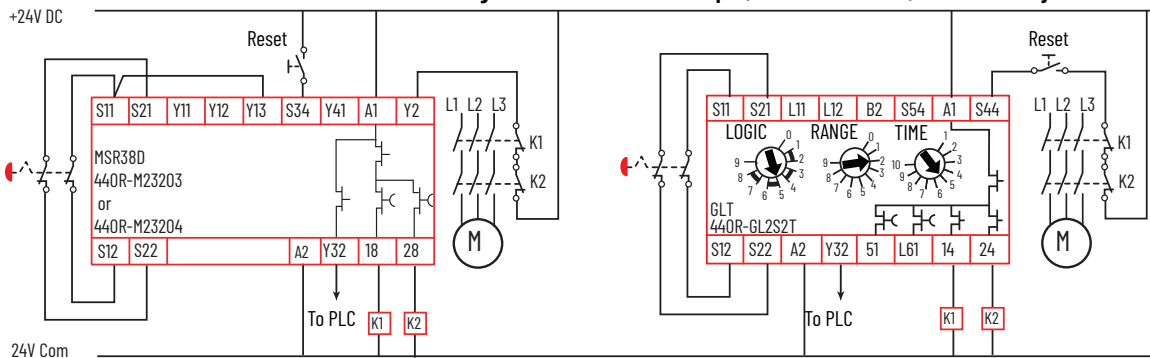 +24V DC
Reset
S11 S21 Y11 Y12 Y13 S34 Y41 A1 Y2
L1 L2 L3
K1
K2
MSR38D
440R-M23203
or
440R-M23204
M
S12 S22 A2 Y32 18 28
To PLC
K1 K2
Reset
S11 S21 L11 L12 B2 S54 A1 S44
L1 L2 L3
K1
K2
LOGIC RANGE TIME
0 2 3 4 5 6 7 8 9
0 1 2 3 4 5 6 7 8 9
1 2 3 4 5 6 7 8 9 10
GLT
440R-GL2S2T
M
S12 S22 A2 Y32 51 L61 14 24
To PLC
K1 K2
24V Com